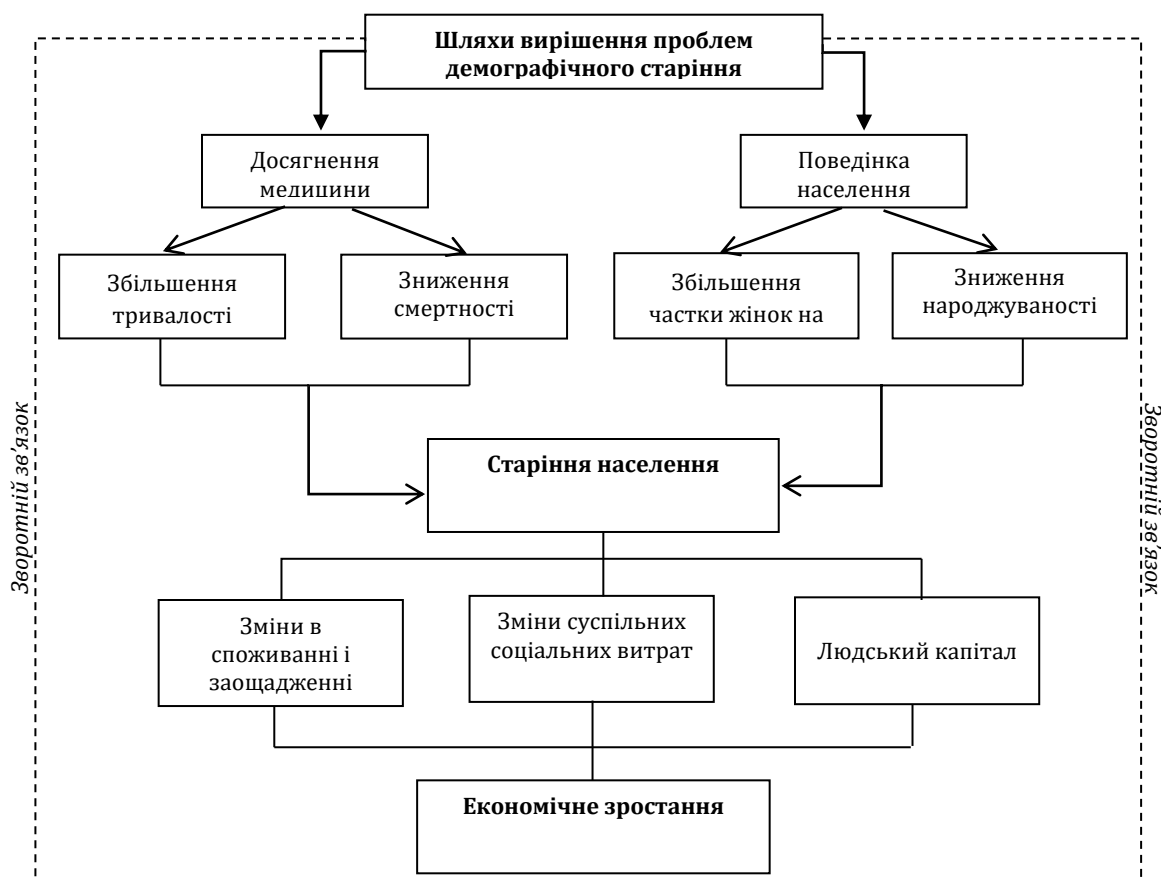 Шляхи вирішення проблем
демографічного старіння
Досягнення
медицини
Поведінка
населення
Збільшення
тривалості
Зниження
смертності
Збільшення
частки жінок на
Зниження
народжуваності
Зворотній зв’язок
Зворотній зв’язок
Старіння населення
Зміни в
споживанні і
заощадженні
Зміни суспільних
соціальних витрат
Людський капітал
Економічне зростання